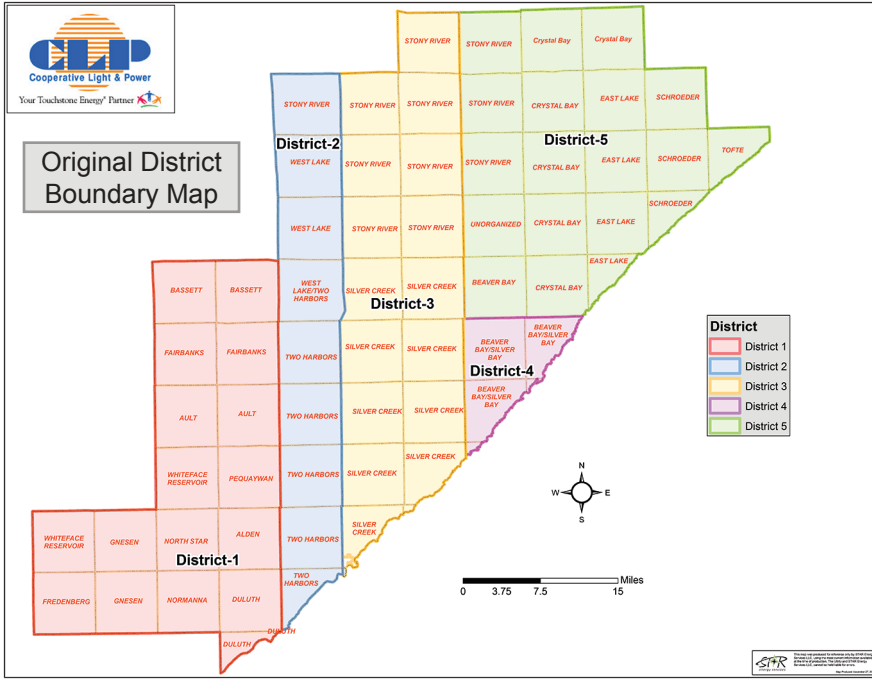 CLP
Cooperative Light & Power
Your Touchstone Energy® Partner
Original District
Boundary Map
STONY RIVER
STONY RIVER
Crystal Bay
Crystal Bay
STONY RIVER
STONY RIVER
STONY RIVER
STONY RIVER
CRYSTAL BAY
EAST LAKE
SCHROEDER
District-2
District-5
WEST LAKE
STONY RIVER
STONY RIVER
STONY RIVER
CRYSTAL BAY
EAST LAKE
SCHROEDER
TOFTE
WEST LAKE
STONY RIVER
STONY RIVER
UNORGANIZED
CRYSTAL BAY
EAST LAKE
SCHROEDER
BASSETT
BASSETT
WEST
LAKE/TWO
HARBORS
SILVER CREEK
SILVER CREEK
BEAVER BAY
CRYSTAL BAY
EAST LAKE
District-3
FAIRBANKS
FAIRBANKS
TWO HARBORS
SILVER CREEK
SILVER CREEK
BEAVER
BAY/SILVER
BAY
BEAVER
BAY/SILVER
BAY
District-4
AULT
AULT
TWO HARBORS
SILVER CREEK
SILVER CREEK
BEAVER
BAY/SILVER
BAY
WHITEFACE
RESERVOIR
PEQUAYWAN
TWO HARBORS
SILVER CREEK
SILVER CREEK
WHITEFACE
RESERVOIR
GNESEN
NORTH STAR
ALDEN
TWO HARBORS
SILVER
CREEK
District-1
FREDENBERG
GNESEN
NORMANNA
DULUTH
TWO
HARBORS
DULUTH
DULUTH
District
District 1
District 2
District 3
District 4
District 5
N
W
E
S
Miles
0
3.75
7.5
15
STAR
energy services